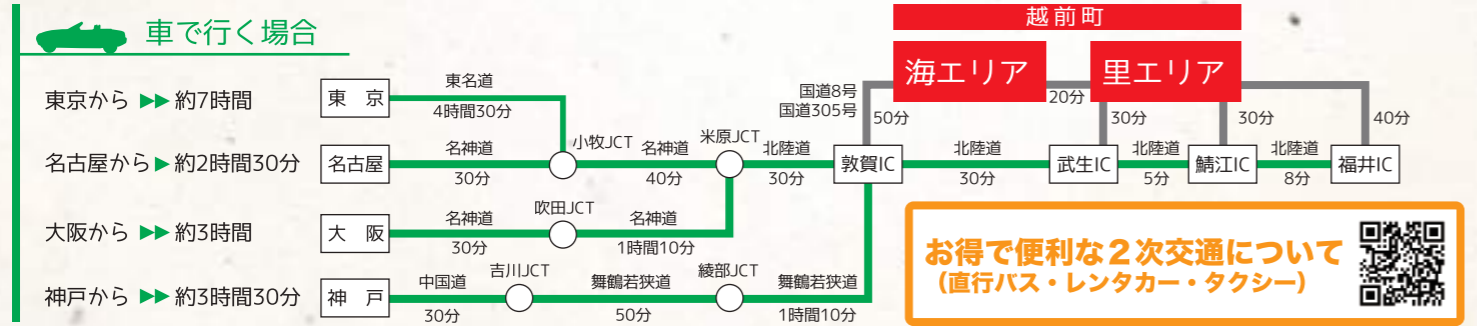 車で行く場合
越前町
海エリア
里エリア
東京から ▶▶ 約7時間
東 京
東名道
4時間30分
国道8号
国道305号
50分
20分
30分
30分
40分
名古屋から ▶ 約2時間30分
名古屋
名神道
30分
小牧JCT
名神道
40分
米原JCT
北陸道
30分
敦賀IC
北陸道
30分
武生IC
北陸道
5分
鯖江IC
北陸道
8分
福井IC
大阪から ▶▶ 約3時間
大 阪
名神道
30分
吹田JCT
名神道
1時間10分
神戸から ▶▶ 約3時間30分
神 戸
中国道
30分
吉川JCT
舞鶴若狭道
50分
綾部JCT
舞鶴若狭道
1時間10分
お得で便利な2次交通について
(直行バス・レンタカー・タクシー)